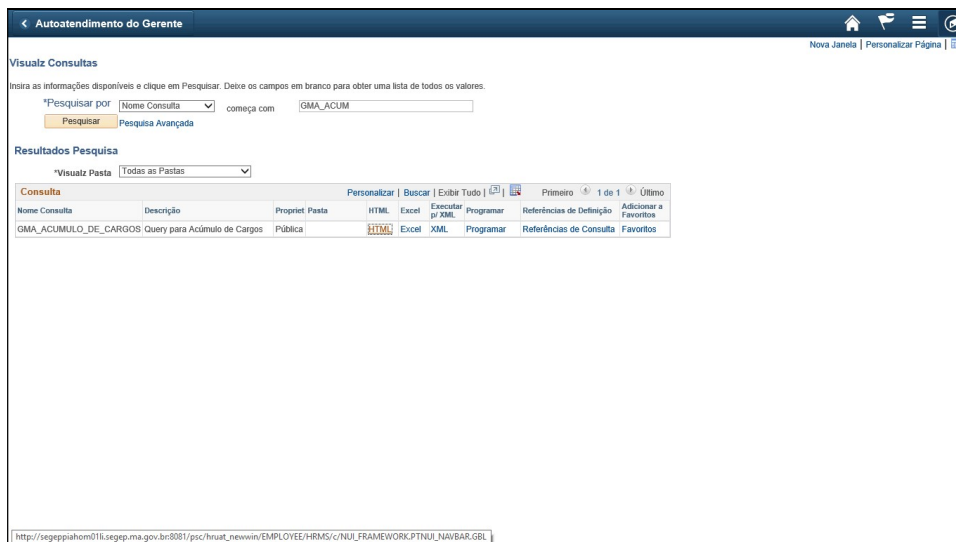 Autoatendimento do Gerente
Nova Janela | Personalizar Página |
Visualz Consultas
Insira as informações disponíveis e clique em Pesquisar. Deixe os campos em branco para obter uma lista de todos os valores.
*Pesquisar por Nome Consulta começa com GMA_ACUM
Pesquisar Pesquisa Avançada
Resultados Pesquisa
*Visualz Pasta Todas as Pastas
Consulta Personalizar | Buscar | Exibir Tudo | | Primeiro 1 de 1 Último
Nome Consulta Descrição Propriet Pasta HTML Excel Executar p/ XML Programar Referências de Definição Adicionar a Favoritos
GMA_ACUMULO_DE_CARGOS Query para Acúmulo de Cargos Pública HTML Excel XML Programar Referências de Consulta Favoritos
http://segeppiahom01li.segep.ma.gov.br:8081/psc/hruat_newwin/EMPLOYEE/HRMS/c/NUI_FRAMEWORK.PTNUI_NAVBAR.GBL